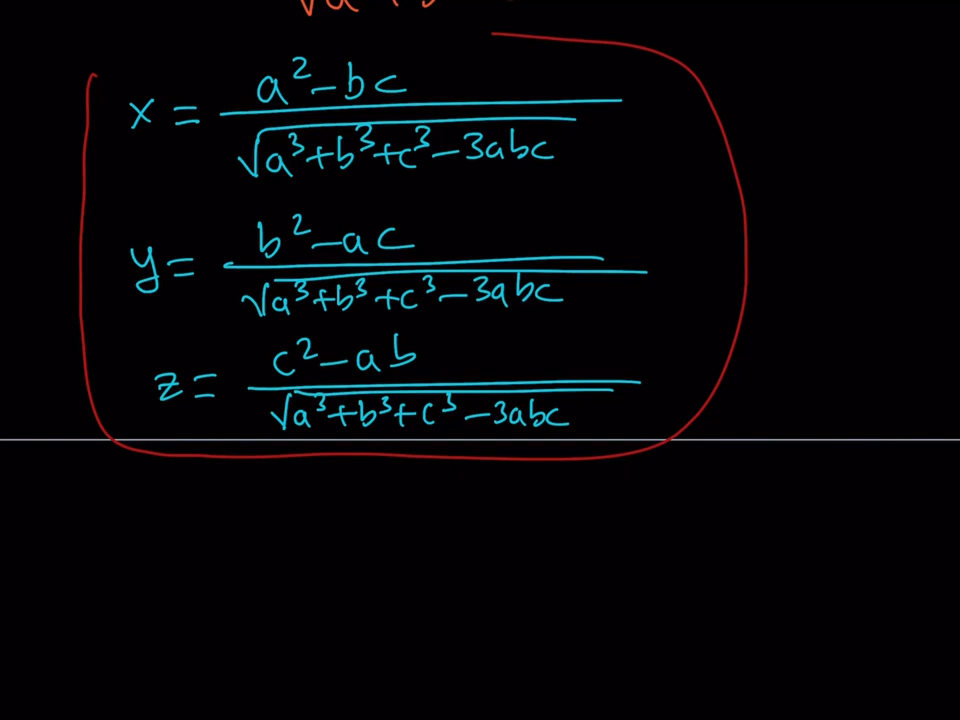 x = a² - bc / √a³ + b³ + c³ - 3abc
y = b² - ac / √a³ + b³ + c³ - 3abc
z = c² - ab / √a³ + b³ + c³ - 3abc